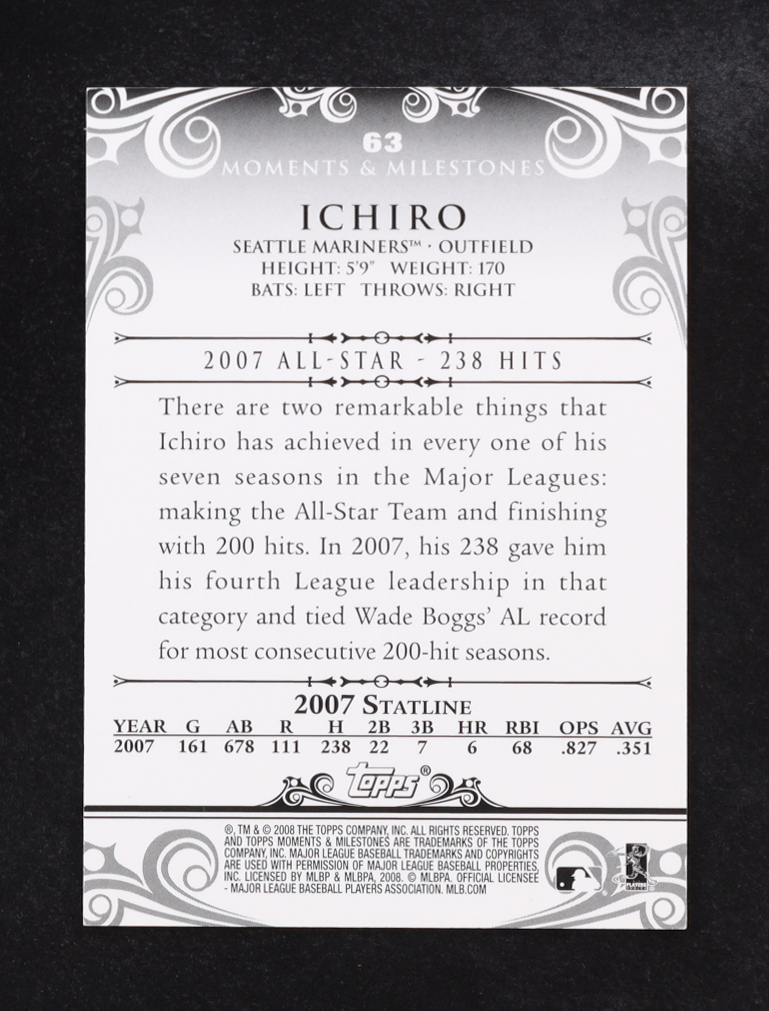 63
MOMENTS & MILESTONES
ICHIRO
SEATTLE MARINERS™ · OUTFIELD
HEIGHT: 5'9" WEIGHT: 170
BATS: LEFT THROWS: RIGHT
2007 ALL-STAR - 238 HITS
There are two remarkable things that
Ichiro has achieved in every one of his
seven seasons in the Major Leagues:
making the All-Star Team and finishing
with 200 hits. In 2007, his 238 gave him
his fourth League leadership in that
category and tied Wade Boggs' AL record
for most consecutive 200-hit seasons.
2007 STATLINE
YEAR G AB R H 2B 3B HR RBI OPS AVG
2007 161 678 111 238 22 7 6 68 .827 .351
topps®
®, TM & © 2008 THE TOPPS COMPANY, INC. ALL RIGHTS RESERVED. TOPPS
AND TOPPS MOMENTS & MILESTONES ARE TRADEMARKS OF THE TOPPS
COMPANY, INC. MAJOR LEAGUE BASEBALL TRADEMARKS AND COPYRIGHTS
ARE USED WITH PERMISSION OF MAJOR LEAGUE BASEBALL PROPERTIES,
INC. LICENSED BY MLBP & MLBPA, 2008. © MLBPA. OFFICIAL LICENSEE
- MAJOR LEAGUE BASEBALL PLAYERS ASSOCIATION. MLB.COM